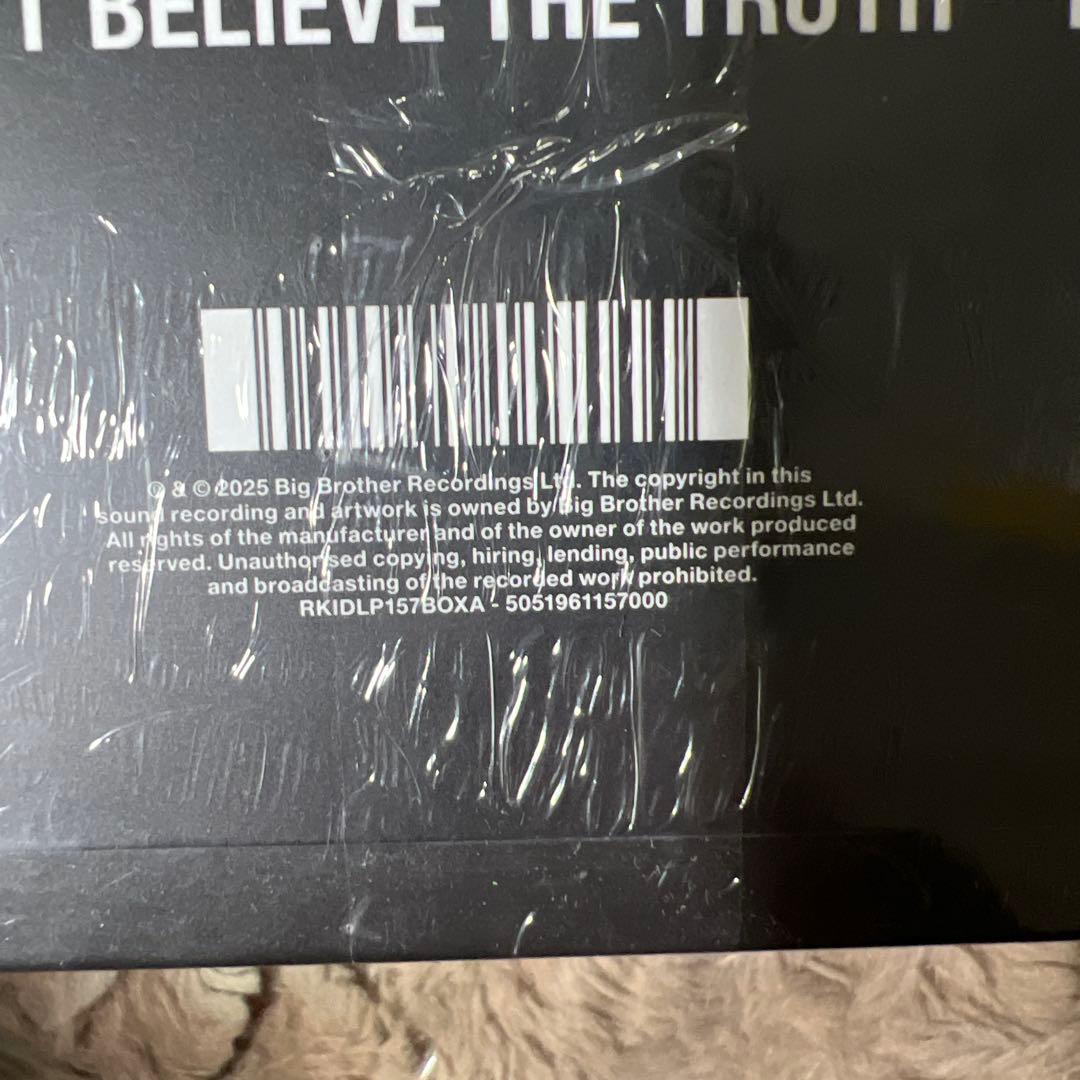 T BELIEVE THE TRUTH
℗ & © 2025 Big Brother Recordings Ltd. The copyright in this
sound recording and artwork is owned by Big Brother Recordings Ltd.
All rights of the manufacturer and of the owner of the work produced
reserved. Unauthorised copying, hiring, lending, public performance
and broadcasting of the recorded work prohibited.
RKIDLP157BOXA - 5051961157000